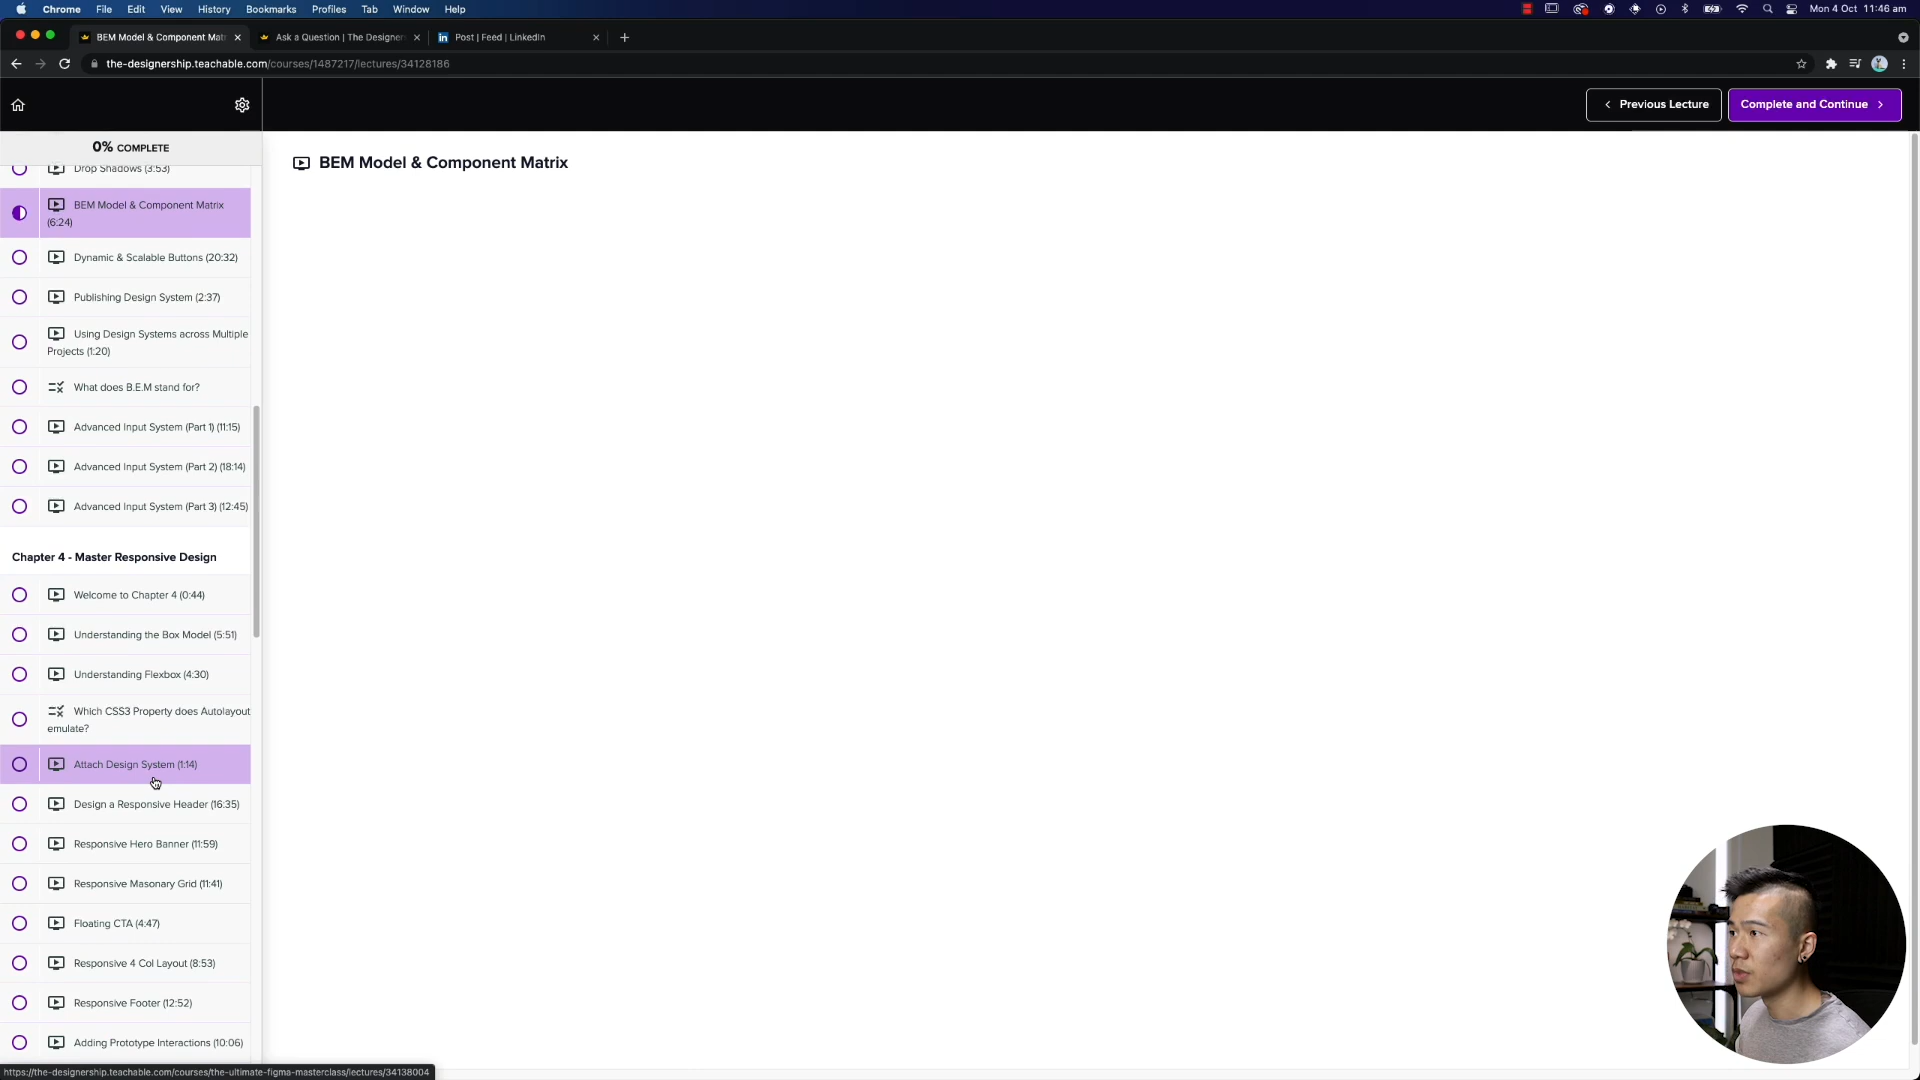 Chrome File Edit View History Bookmarks Profiles Tab Window Help Mon 4 Oct 11:46 am
BEM Model & Component Mat Ask a Question | The Designer Post | Feed | LinkedIn
the-designership.teachable.com/courses/1487217/lectures/34128186
Previous Lecture Complete and Continue
0% COMPLETE
BEM Model & Component Matrix
Drop Shadows (3:53)
BEM Model & Component Matrix
(6:24)
Dynamic & Scalable Buttons (20:32)
Publishing Design System (2:37)
Using Design Systems across Multiple
Projects (1:20)
What does B.E.M stand for?
Advanced Input System (Part 1) (11:15)
Advanced Input System (Part 2) (18:14)
Advanced Input System (Part 3) (12:45)
Chapter 4 - Master Responsive Design
Welcome to Chapter 4 (0:44)
Understanding the Box Model (5:51)
Understanding Flexbox (4:30)
Which CSS3 Property does Autolayout
emulate?
Attach Design System (1:14)
Design a Responsive Header (16:35)
Responsive Hero Banner (11:59)
Responsive Masonary Grid (11:41)
Floating CTA (4:47)
Responsive 4 Col Layout (8:53)
Responsive Footer (12:52)
Adding Prototype Interactions (10:06)
https://the-designership.teachable.com/courses/the-ultimate-figma-masterclass/lectures/34138004